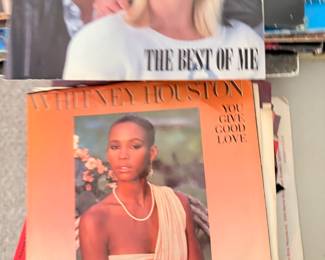 THE BEST OF ME
WHITNEY HOUSTON
YOU
GIVE
GOOD
LOVE